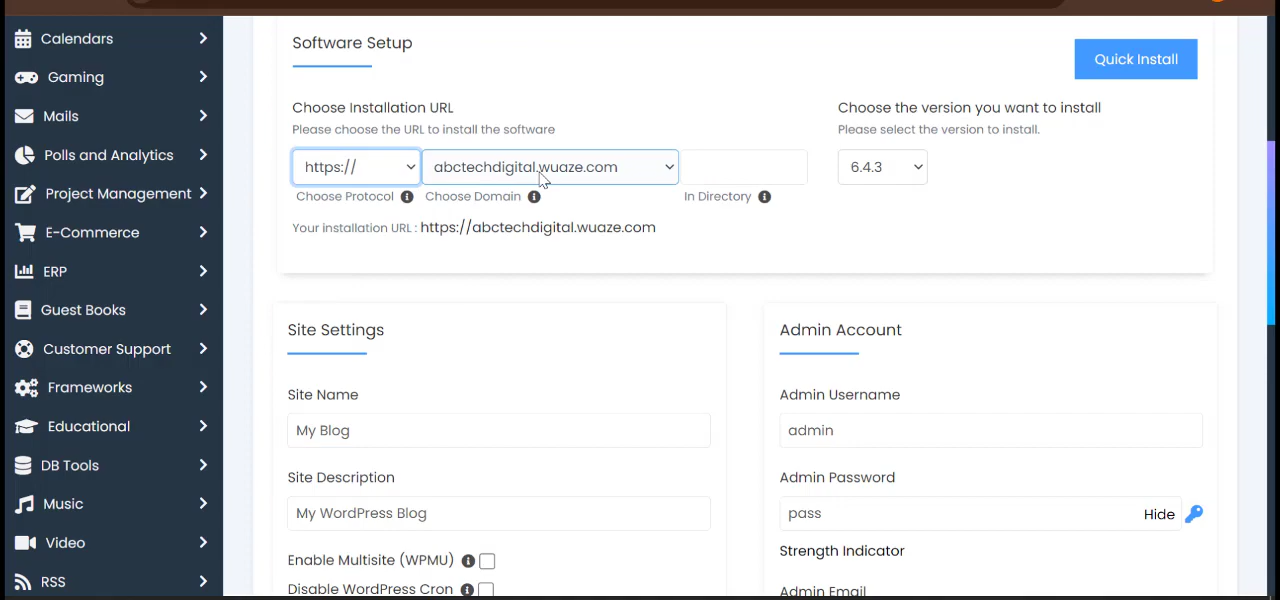 Calendars
Gaming
Mails
Polls and Analytics
Project Management
E-Commerce
ERP
Guest Books
Customer Support
Frameworks
Educational
DB Tools
Music
Video
RSS
Software Setup
Quick Install
Choose Installation URL
Please choose the URL to install the software
https://
abctechdigital.wuaze.com
Choose Protocol
Choose Domain
In Directory
Your installation URL : https://abctechdigital.wuaze.com
Choose the version you want to install
Please select the version to install.
6.4.3
Site Settings
Site Name
My Blog
Site Description
My WordPress Blog
Enable Multisite (WPMU)
Disable WordPress Cron
Admin Account
Admin Username
admin
Admin Password
pass
Hide
Strength Indicator
Admin Email